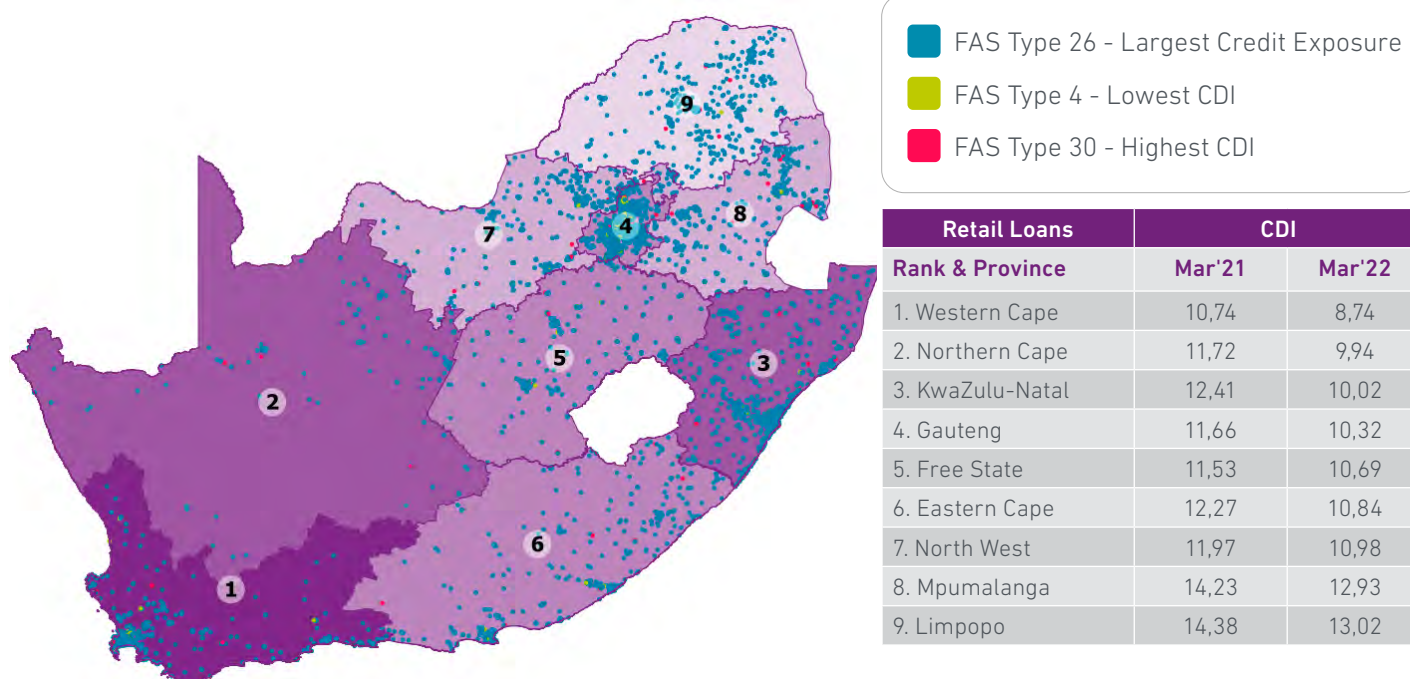 FAS Type 26 - Largest Credit Exposure
FAS Type 4 - Lowest CDI
FAS Type 30 - Highest CDI
9
8
4
7
5
3
2
6
1
Retail Loans CDI
Rank & Province Mar'21 Mar'22
1. Western Cape 10,74 8,74
2. Northern Cape 11,72 9,94
3. KwaZulu-Natal 12,41 10,02
4. Gauteng 11,66 10,32
5. Free State 11,53 10,69
6. Eastern Cape 12,27 10,84
7. North West 11,97 10,98
8. Mpumalanga 14,23 12,93
9. Limpopo 14,38 13,02